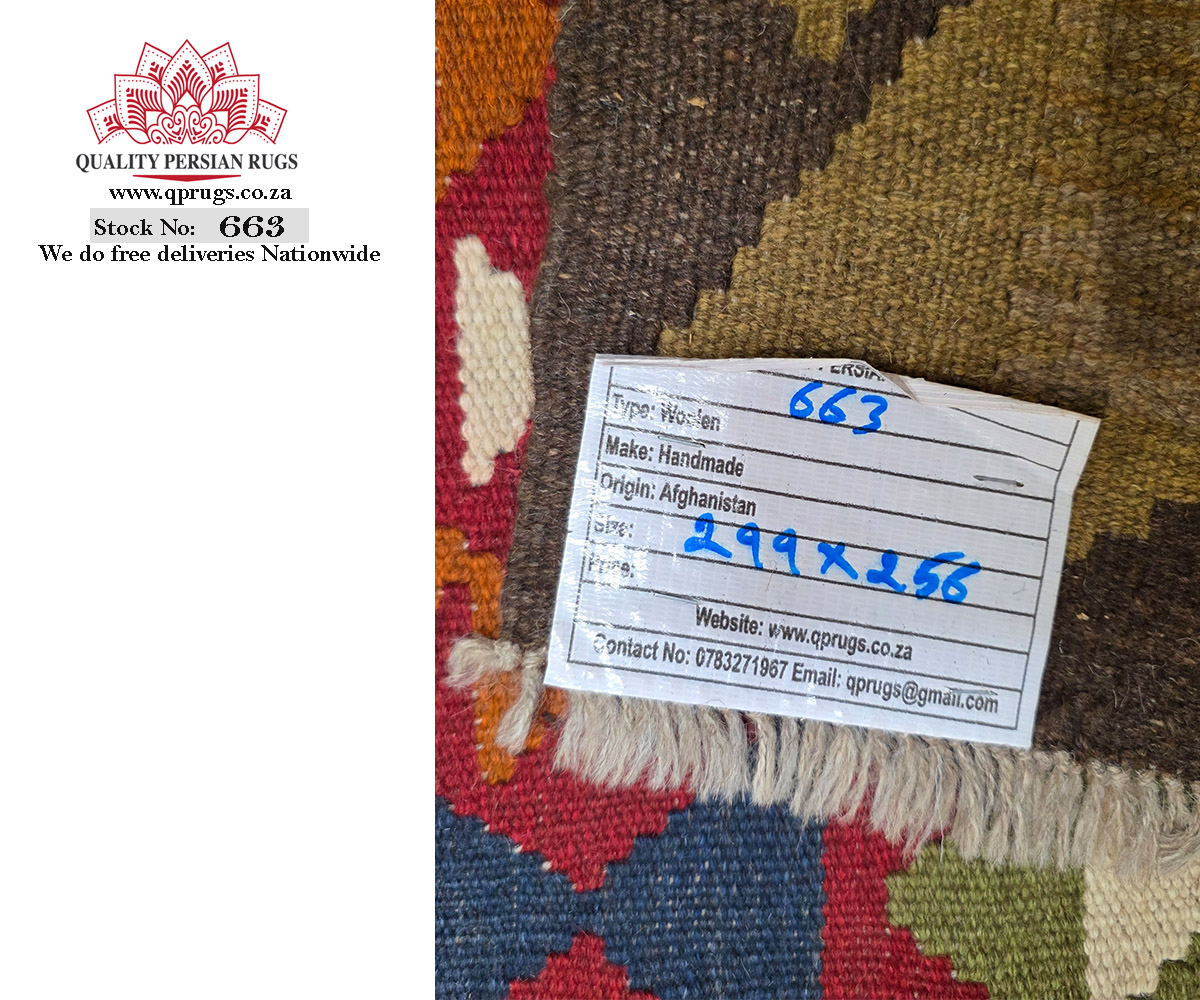 QUALITY PERSIAN RUGS
www.qprugs.co.za
Stock No: 663
We do free deliveries Nationwide
663
Type: Woolen
Make: Handmade
Origin: Afghanistan
Size: 299 x 256
Price:
Website: www.qprugs.co.za
Contact No: 0783271967 Email: qprugs@gmail.com